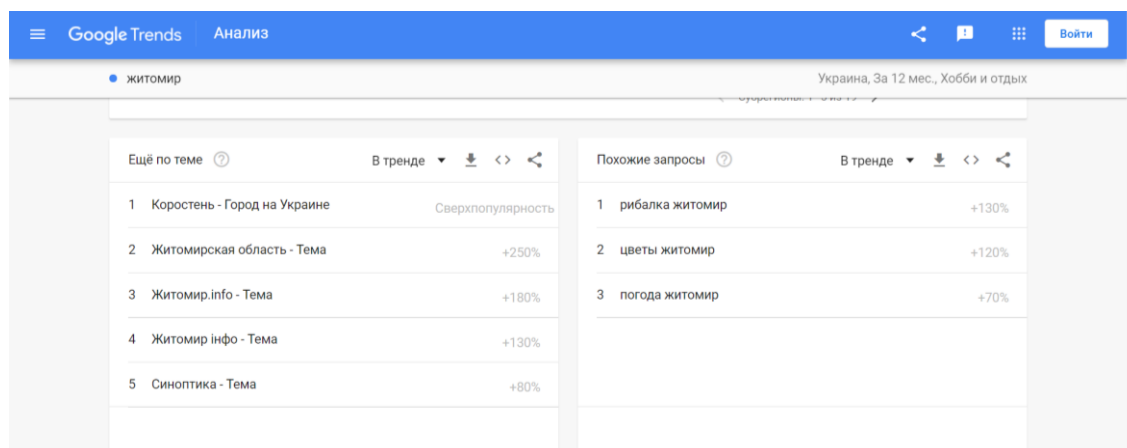 Google Trends Анализ
Войти
житомир
Украина, За 12 мес., Хобби и отдых
Ещё по теме
В тренде
1 Коростень - Город на Украине Сверхпопулярность
2 Житомирская область - Тема +250%
3 Житомир.info - Тема +180%
4 Житомир інфо - Тема +130%
5 Синоптика - Тема +80%
Похожие запросы
В тренде
1 рибалка житомир +130%
2 цветы житомир +120%
3 погода житомир +70%